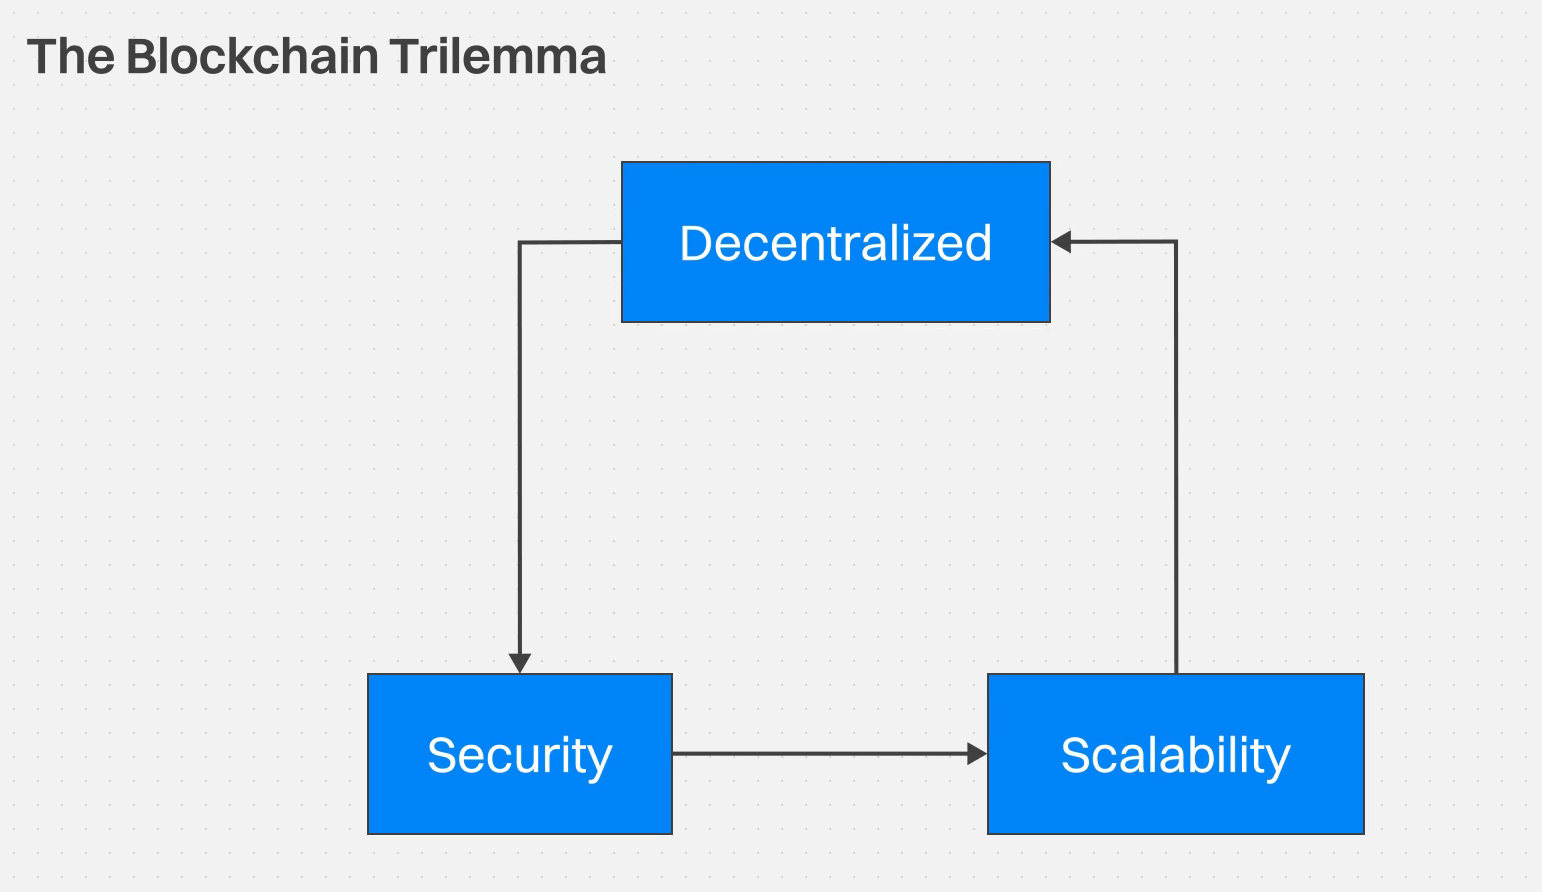 The Blockchain Trilemma
Decentralized
Security
Scalability